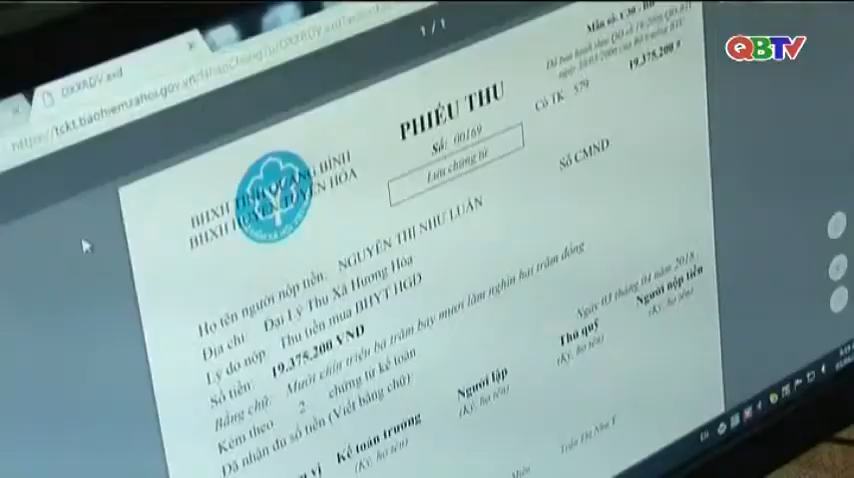 QBTV
1 / 1
DXXRDV.axd
https://tckt.baohiemxahoi.gov.vn
BHXH TỈNH QUẢNG BÌNH
BHXH HUYỆN TUYÊN HÓA
PHIẾU THU
Số: 00169
Lưu chứng từ
Mẫu số:
19.375.200 đ
Có TK 579
Số CMND
Họ tên người nộp tiền: NGUYỄN THỊ NHƯ LUÂN
Địa chỉ: Đại Lý Thu Xã Hương Hóa
Lý do nộp: Thu tiền mua BHYT HGD
Số tiền: 19.375.200 VND
Bằng chữ: Mười chín triệu ba trăm bảy mươi lăm nghìn hai trăm đồng
Kèm theo 2 chứng từ kế toán
Đã nhận đủ số tiền (Viết bằng chữ):
Ngày 03 tháng 04 năm 2018
vị Kế toán trưởng Người lập Thủ quỹ Người nộp tiền
(Ký, họ tên) (Ký, họ tên) (Ký, họ tên) (Ký, họ tên)